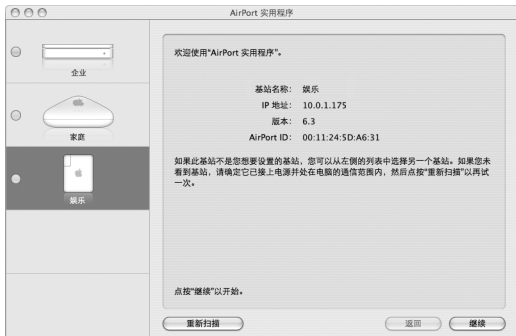 AirPort 实用程序
企业
家庭
娱乐
欢迎使用“AirPort 实用程序”。
基站名称： 娱乐
IP 地址： 10.0.1.175
版本： 6.3
AirPort ID： 00:11:24:5D:A6:31
如果此基站不是您想要设置的基站，您可以从左侧的列表中选择另一个基站。如果您未
看到基站，请确定它已接上电源并处在电脑的通信范围内，然后点按“重新扫描”以再试
一次。
点按“继续”以开始。
重新扫描
返回
继续